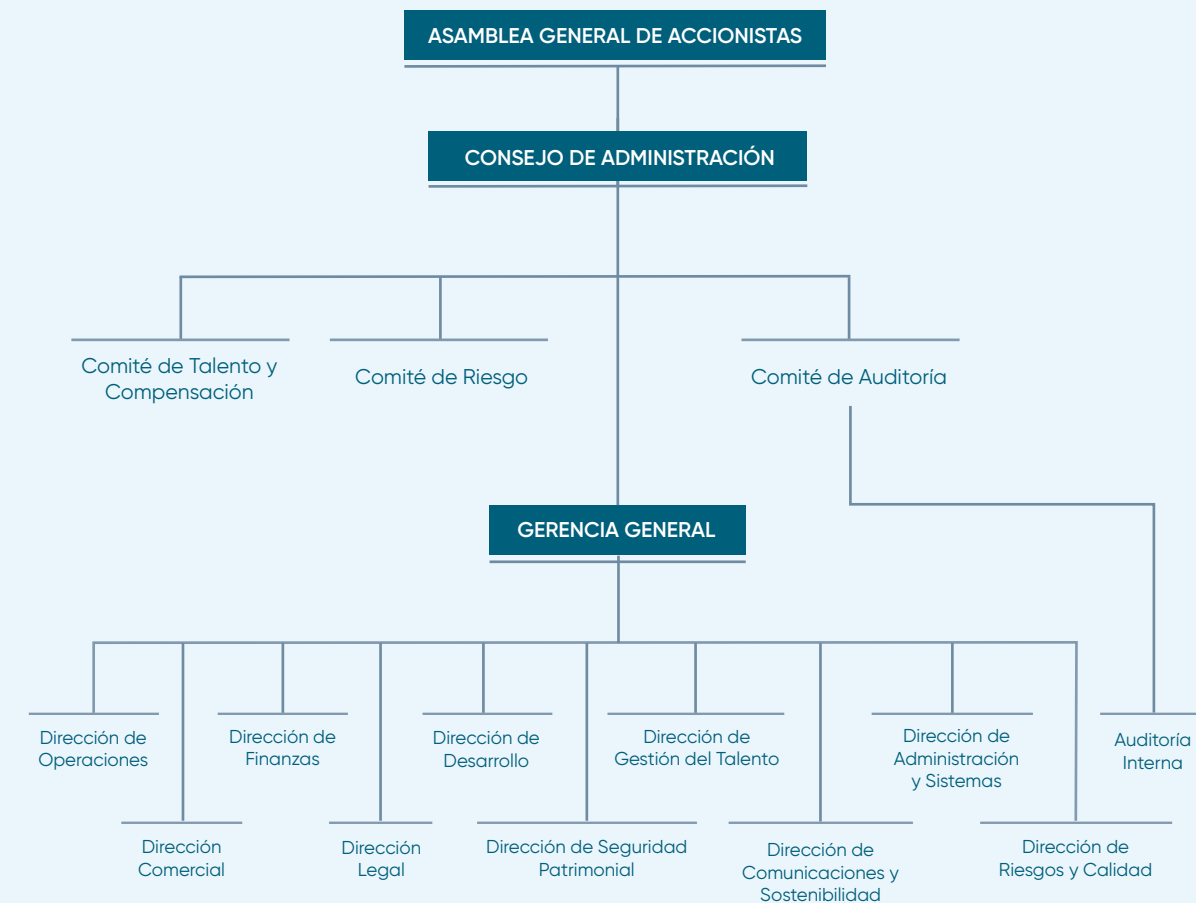 ASAMBLEA GENERAL DE ACCIONISTAS
CONSEJO DE ADMINISTRACIÓN
Comité de Talento y
Compensación
Comité de Riesgo
Comité de Auditoría
GERENCIA GENERAL
Dirección de
Operaciones
Dirección de
Finanzas
Dirección de
Desarrollo
Dirección de
Gestión del Talento
Dirección de
Administración
y Sistemas
Auditoría
Interna
Dirección
Comercial
Dirección
Legal
Dirección de Seguridad
Patrimonial
Dirección de
Comunicaciones y
Sostenibilidad
Dirección de
Riesgos y Calidad